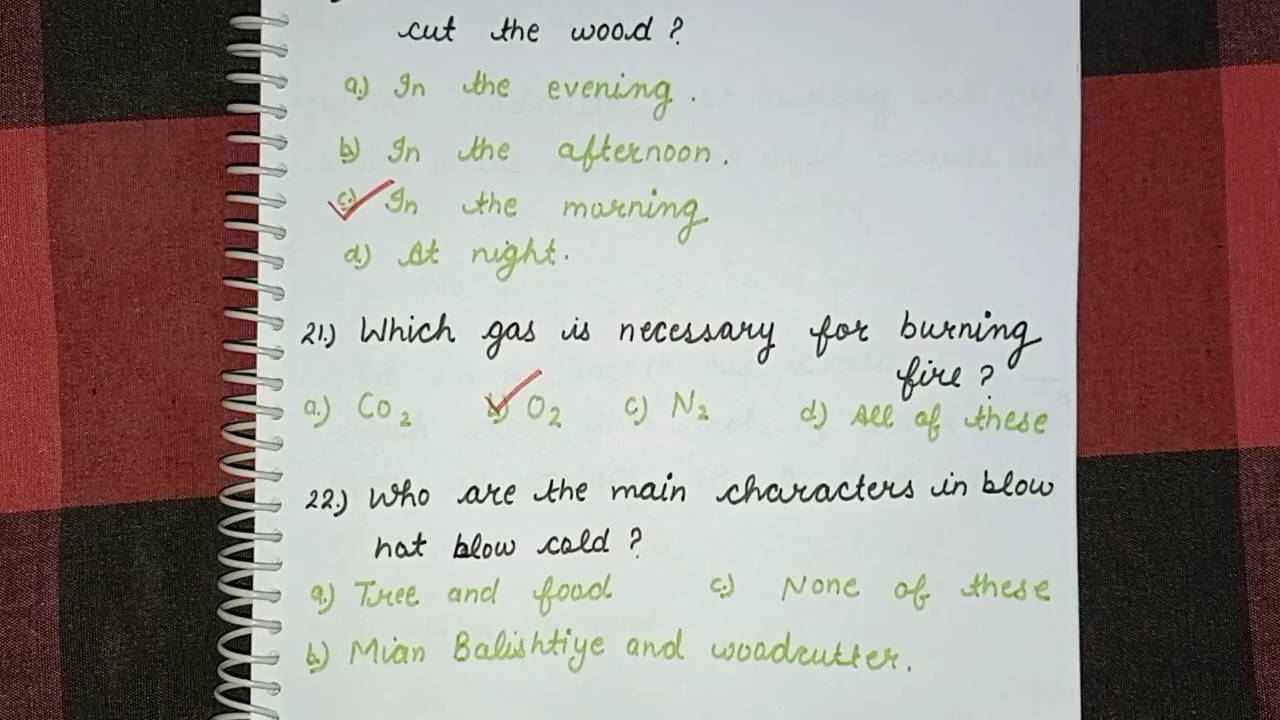 cut the wood ?
a.) In the evening .
b) In the afternoon .
c.) In the morning
d) At night .
21.) Which gas is necessary for burning
fire ?
a.) CO2 b) O2 c) N2 d) All of these
22.) Who are the main characters in blow
hot blow cold ?
a.) Tree and food c.) None of these
b.) Mian Balishtiye and woodcutter .